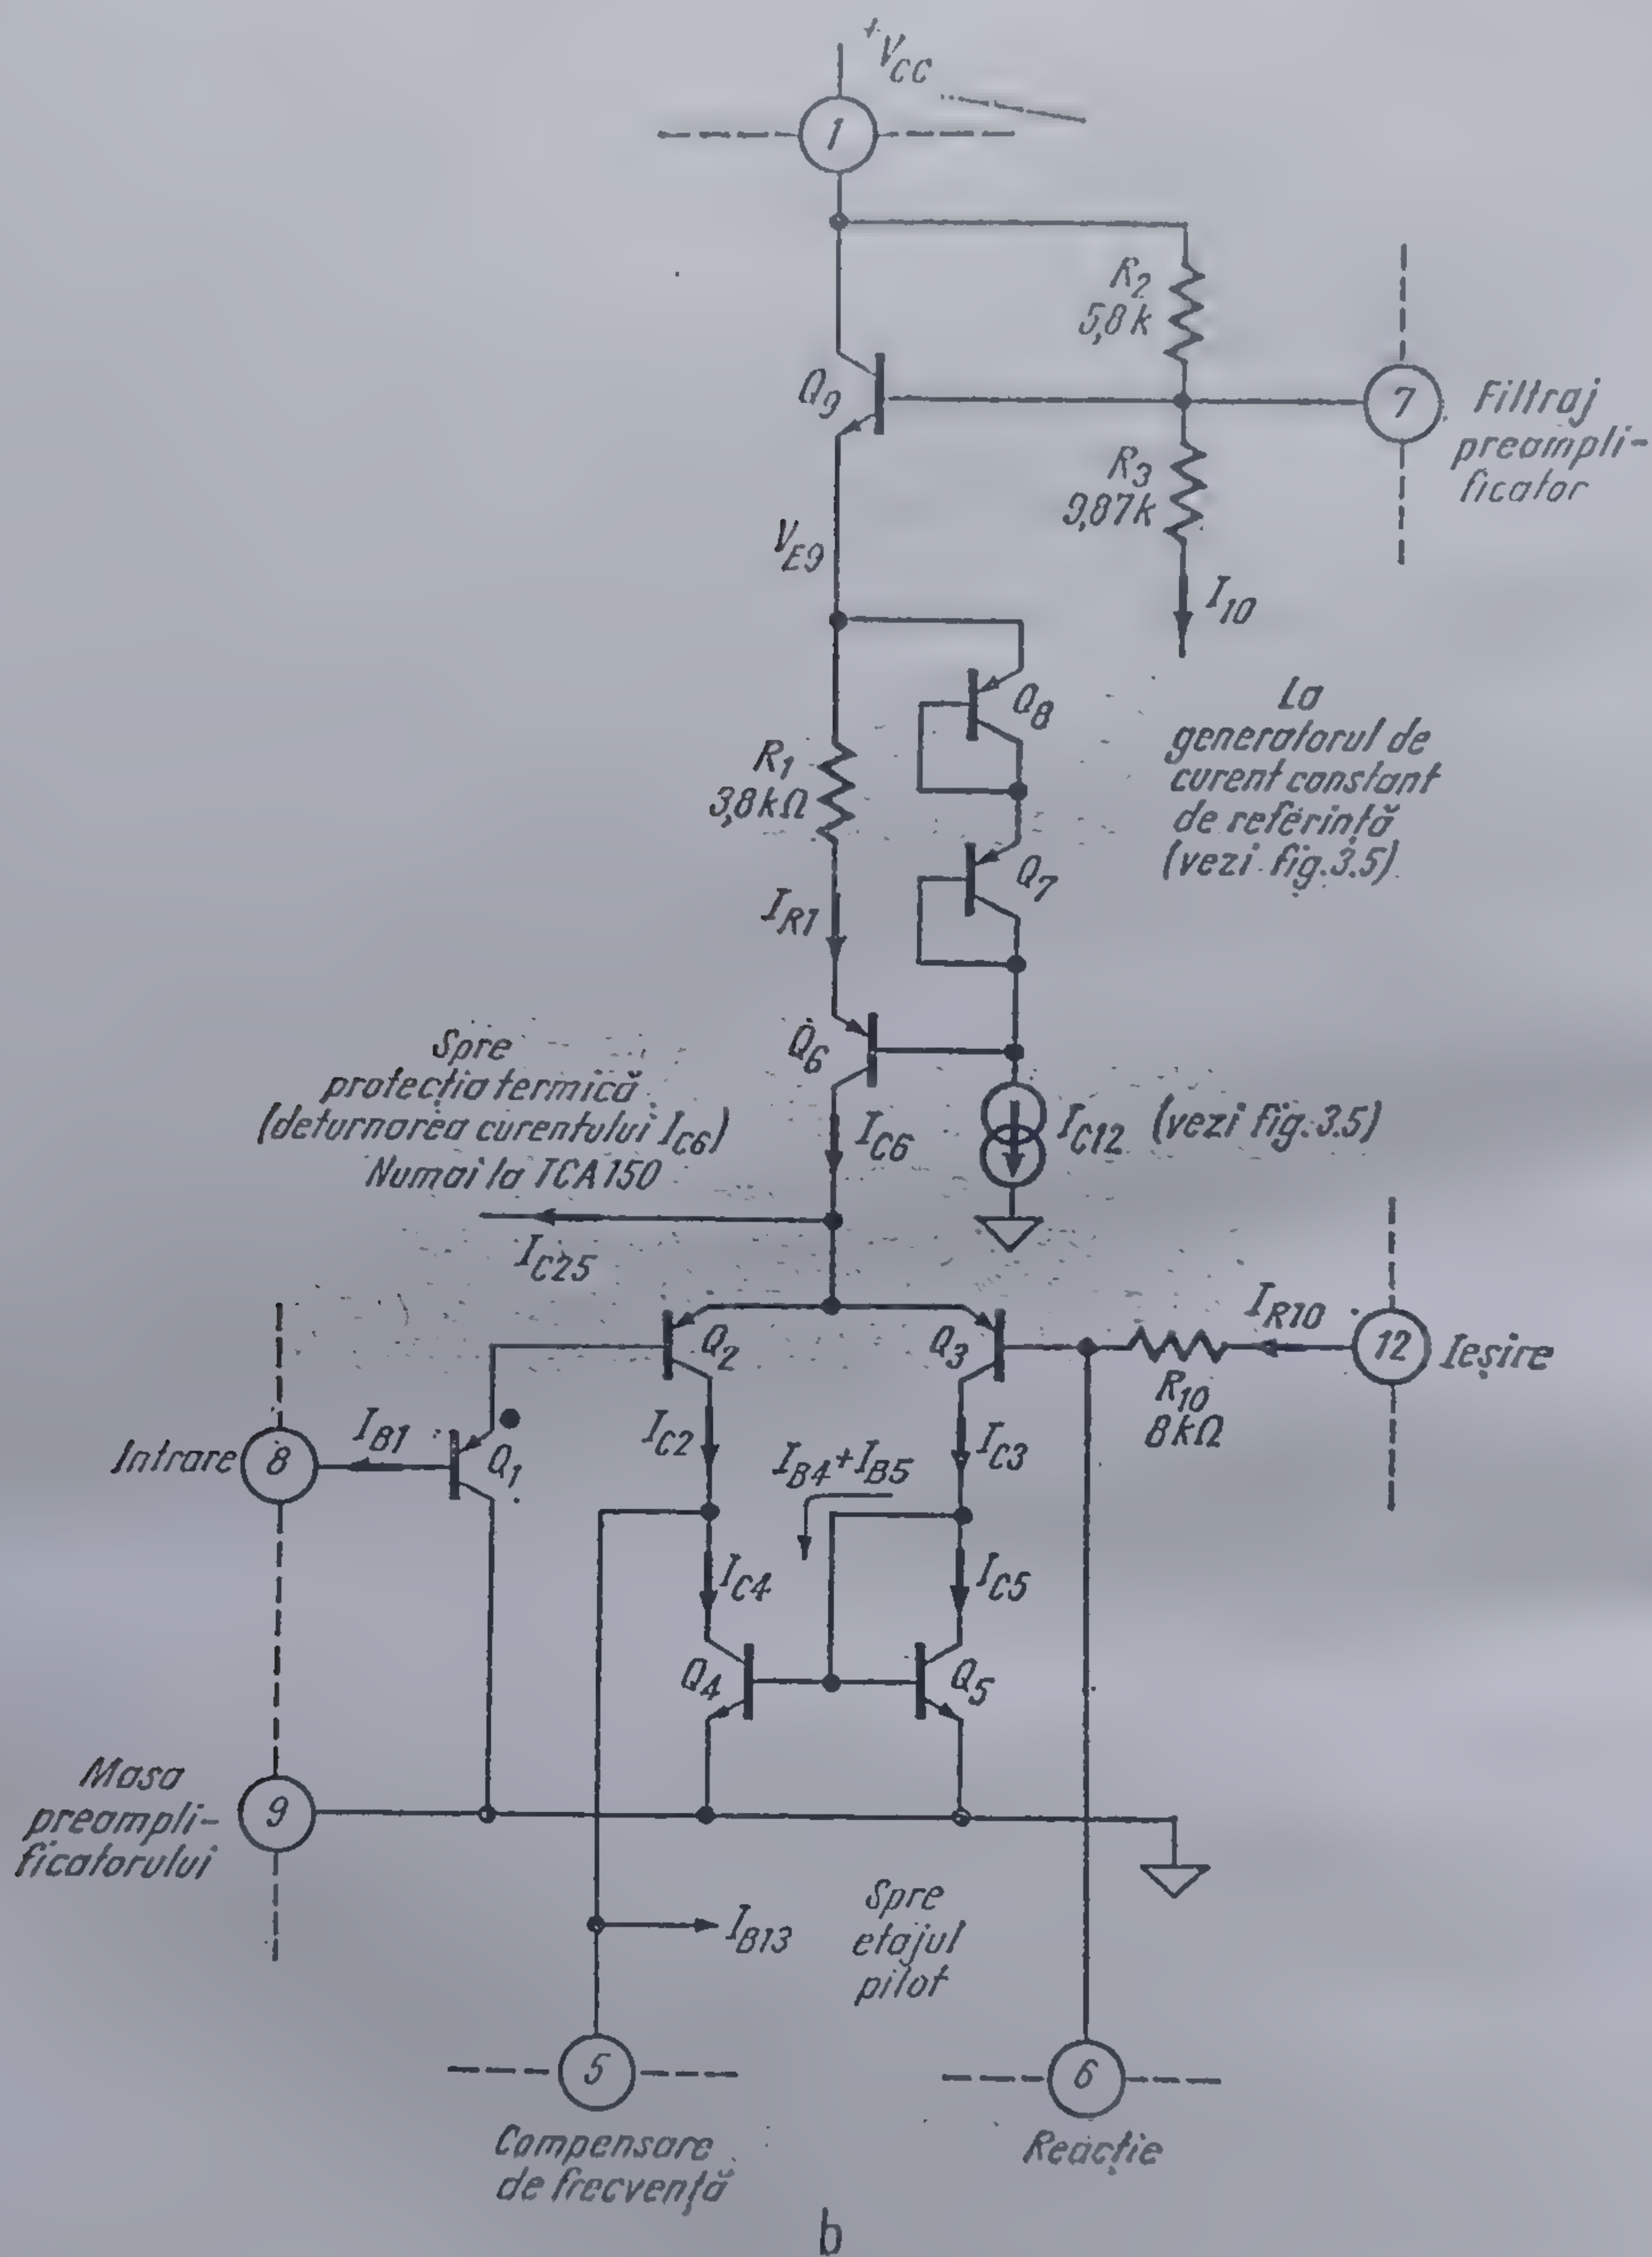 +VCC
1
R2
5,8k
Q9
7
Filtraj
preampli-
ficator
R3
9,87k
VE9
I10
Q8
La
generatorul de
curent constant
de referință
(vezi fig.3.5)
R1
3,8kΩ
Q7
IR1
Spre
protecția termică
(deturnarea curentului IC6)
Numai la TCA150
Q6
IC6
IC12 (vezi fig.3.5)
IC25
Q2
Q3
IR10
12
Ieșire
R10
8kΩ
Intrare
8
IB1
Q1
IC2
IB4+IB5
IC3
IC4
IC5
Q4
Q5
Masa
preampli-
ficatorului
9
IB13
Spre
etajul
pilot
5
6
Compensare
de frecvență
Reacție
b